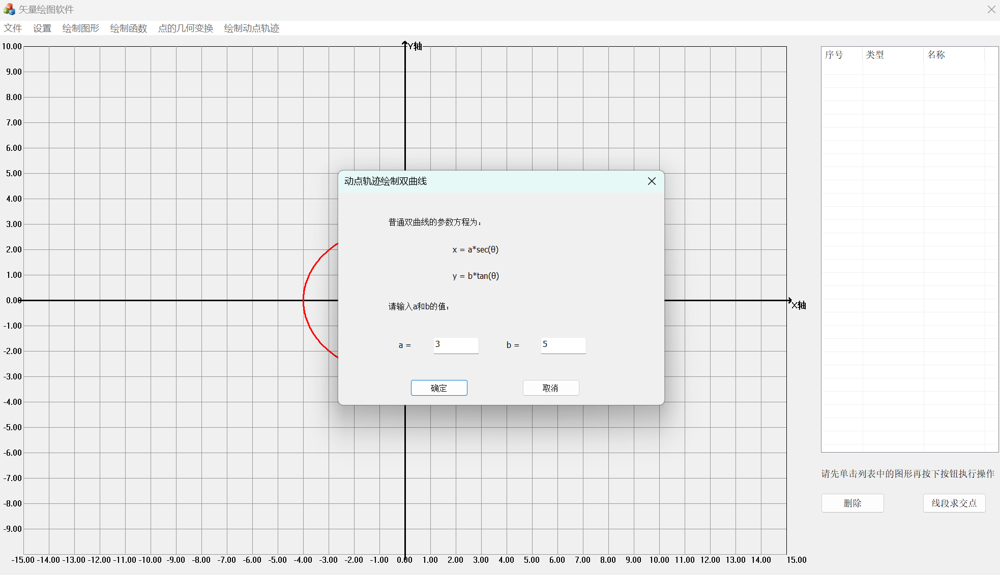 矢量绘图软件
文件 设置 绘制图形 绘制函数 点的几何变换 绘制动点轨迹
Y轴
10.00
9.00
8.00
7.00
6.00
5.00
4.00
3.00
2.00
1.00
0.00
-1.00
-2.00
-3.00
-4.00
-5.00
-6.00
-7.00
-8.00
-9.00
X轴
-15.00 -14.00 -13.00 -12.00 -11.00 -10.00 -9.00 -8.00 -7.00 -6.00 -5.00 -4.00 -3.00 -2.00 -1.00 0.00 1.00 2.00 3.00 4.00 5.00 6.00 7.00 8.00 9.00 10.00 11.00 12.00 13.00 14.00 15.00
动点轨迹绘制双曲线
普通双曲线的参数方程为：
x = a*sec(θ)
y = b*tan(θ)
请输入a和b的值：
a = 3 b = 5
确定 取消
序号 类型 名称
请先单击列表中的图形再按下按钮执行操作
删除 线段求交点